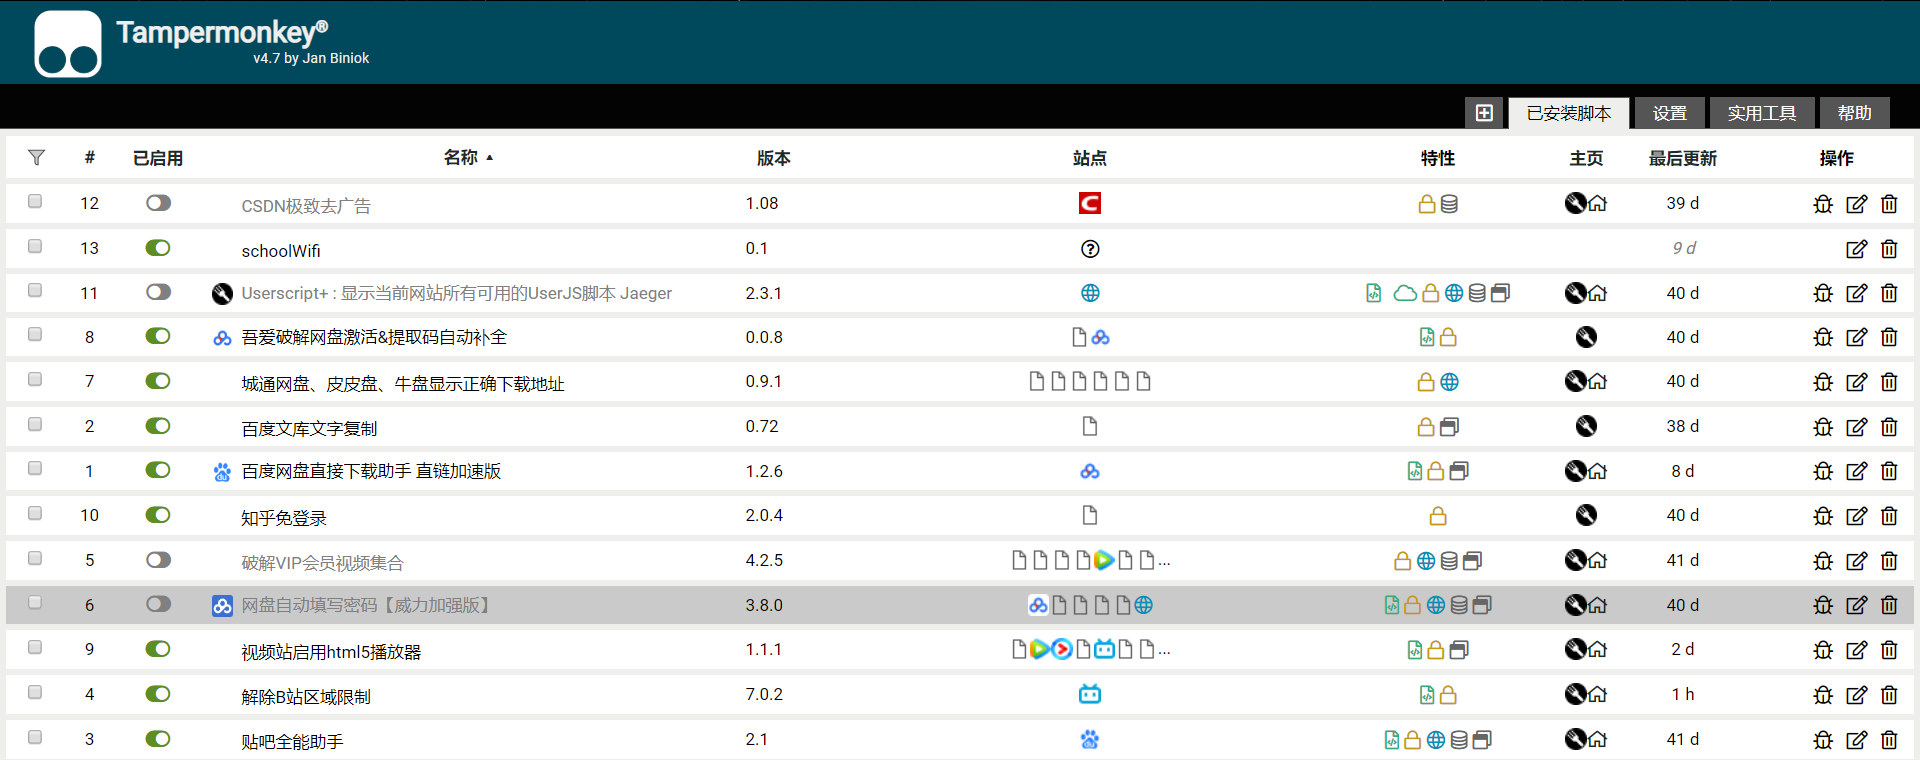 Tampermonkey®
v4.7 by Jan Biniok
已安装脚本 设置 实用工具 帮助
# 已启用 名称 版本 站点 特性 主页 最后更新 操作
12 CSDN极致去广告 1.08 39 d
13 schoolWifi 0.1 9 d
11 Userscript+ : 显示当前网站所有可用的UserJS脚本 Jaeger 2.3.1 40 d
8 吾爱破解网盘激活&提取码自动补全 0.0.8 40 d
7 城通网盘、皮皮盘、牛盘显示正确下载地址 0.9.1 40 d
2 百度文库文字复制 0.72 38 d
1 百度网盘直接下载助手 直链加速版 1.2.6 8 d
10 知乎免登录 2.0.4 40 d
5 破解VIP会员视频集合 4.2.5 ... 41 d
6 网盘自动填写密码【威力加强版】 3.8.0 40 d
9 视频站启用html5播放器 1.1.1 ... 2 d
4 解除B站区域限制 7.0.2 1 h
3 贴吧全能助手 2.1 41 d